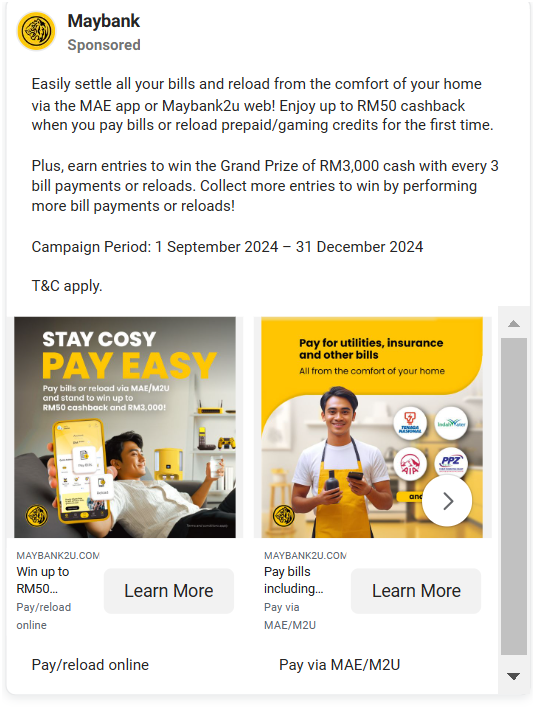 Maybank
Sponsored
Easily settle all your bills and reload from the comfort of your home
via the MAE app or Maybank2u web! Enjoy up to RM50 cashback
when you pay bills or reload prepaid/gaming credits for the first time.
Plus, earn entries to win the Grand Prize of RM3,000 cash with every 3
bill payments or reloads. Collect more entries to win by performing
more bill payments or reloads!
Campaign Period: 1 September 2024 – 31 December 2024
T&C apply.
STAY COSY
PAY EASY
Pay bills or reload via MAE/M2U
and stand to win up to
RM50 cashback and RM3,000!
Pay Bills
Terms and conditions apply.
Pay for utilities, insurance
and other bills
All from the comfort of your home
TENAGA
NASIONAL
indah water
AIA
PPZ
and
MAYBANK2U.COM
Win up to
RM50...
Pay/reload
online
Learn More
MAYBANK2U.COM
Pay bills
including...
Pay via
MAE/M2U
Learn More
Pay/reload online
Pay via MAE/M2U